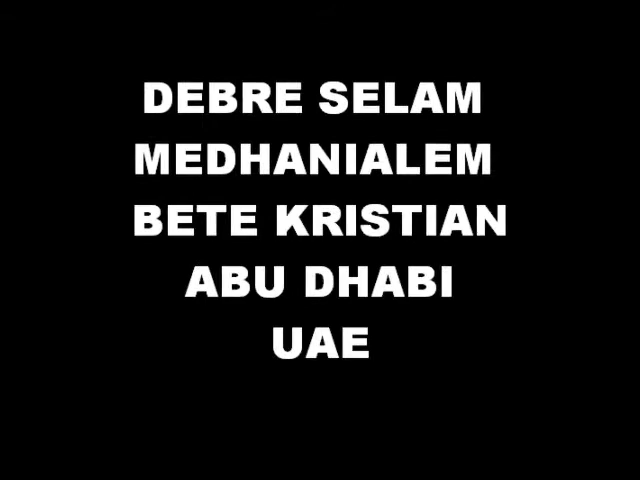 DEBRE SELAM
MEDHANIALEM
BETE KRISTIAN
ABU DHABI
UAE